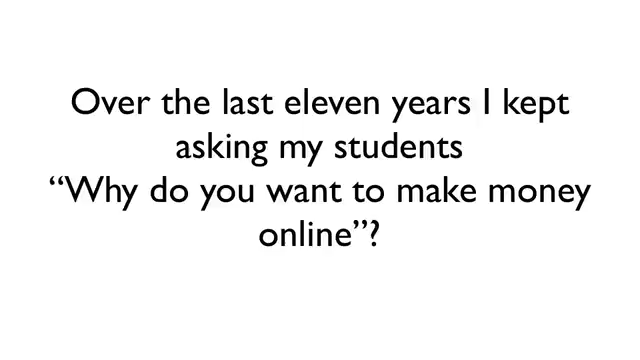 Over the last eleven years I kept
asking my students
“Why do you want to make money
online”?